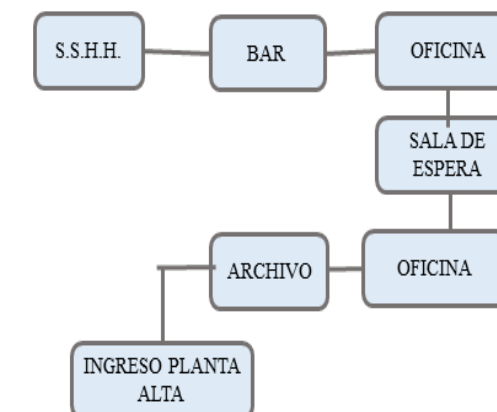 S.S.H.H.
BAR
OFICINA
SALA DE
ESPERA
ARCHIVO
OFICINA
INGRESO PLANTA
ALTA